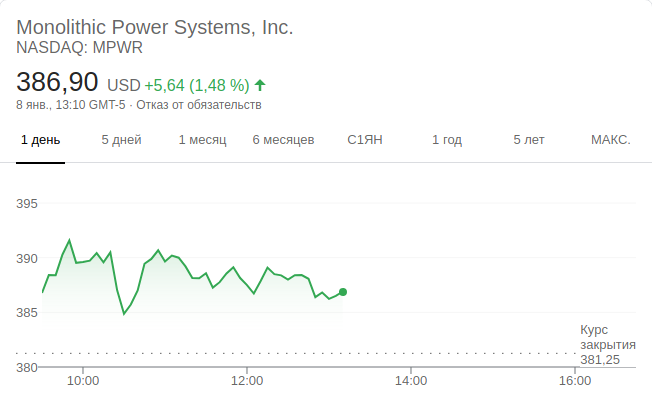 Monolithic Power Systems, Inc.
NASDAQ: MPWR
386,90 USD +5,64 (1,48 %)
8 янв., 13:10 GMT-5 · Отказ от обязательств
1 день 5 дней 1 месяц 6 месяцев С1ЯН 1 год 5 лет МАКС.
395
390
385
Курс
закрытия
381,25
380
10:00 12:00 14:00 16:00